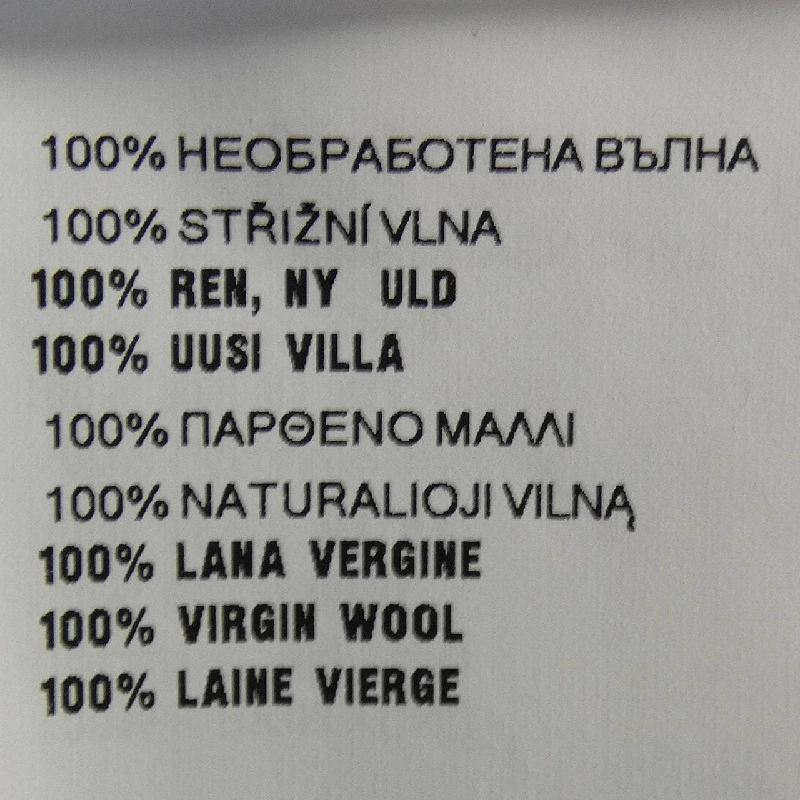 100% НЕОБРАБОТЕНА ВЪЛНА
100% STŘIŽNÍ VLNA
100% REN, NY ULD
100% UUSI VILLA
100% ΠΑΡΘΕΝΟ ΜΑΛΛΙ
100% NATURALIOJI VILNĄ
100% LANA VERGINE
100% VIRGIN WOOL
100% LAINE VIERGE